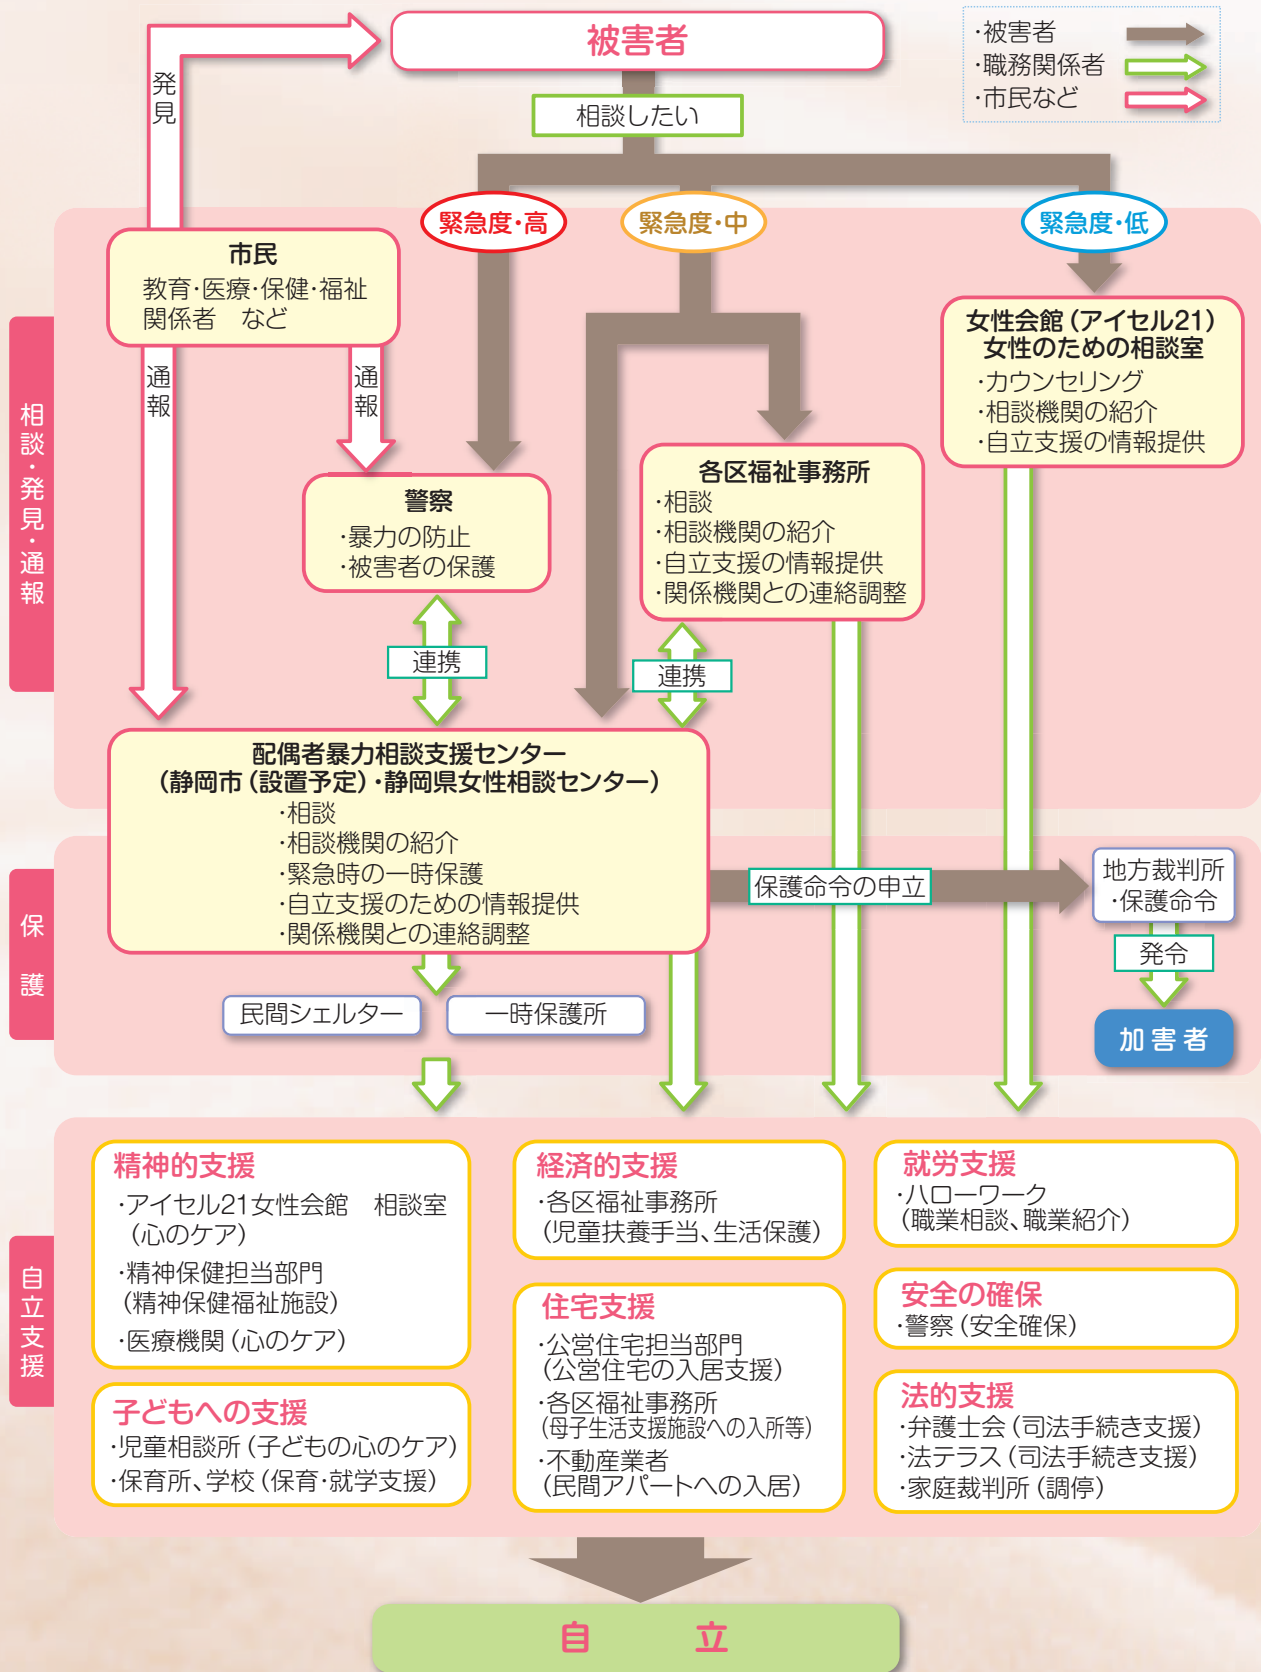 被害者
・被害者
・職務関係者
・市民など
発見
相談したい
緊急度・高
緊急度・中
緊急度・低
市民
教育・医療・保健・福祉
関係者　など
通報
通報
女性会館（アイセル21）
女性のための相談室
・カウンセリング
・相談機関の紹介
・自立支援の情報提供
相談・発見・通報
警察
・暴力の防止
・被害者の保護
各区福祉事務所
・相談
・相談機関の紹介
・自立支援の情報提供
・関係機関との連絡調整
連携
連携
配偶者暴力相談支援センター
（静岡市（設置予定）・静岡県女性相談センター）
・相談
・相談機関の紹介
・緊急時の一時保護
・自立支援のための情報提供
・関係機関との連絡調整
保護
保護命令の申立
地方裁判所
・保護命令
発令
加害者
民間シェルター
一時保護所
自立支援
精神的支援
・アイセル21女性会館　相談室
（心のケア）
・精神保健担当部門
（精神保健福祉施設）
・医療機関（心のケア）
子どもへの支援
・児童相談所（子どもの心のケア）
・保育所、学校（保育・就学支援）
経済的支援
・各区福祉事務所
（児童扶養手当、生活保護）
住宅支援
・公営住宅担当部門
（公営住宅の入居支援）
・各区福祉事務所
（母子生活支援施設への入所等）
・不動産業者
（民間アパートへの入居）
就労支援
・ハローワーク
（職業相談、職業紹介）
安全の確保
・警察（安全確保）
法的支援
・弁護士会（司法手続き支援）
・法テラス（司法手続き支援）
・家庭裁判所（調停）
自　立